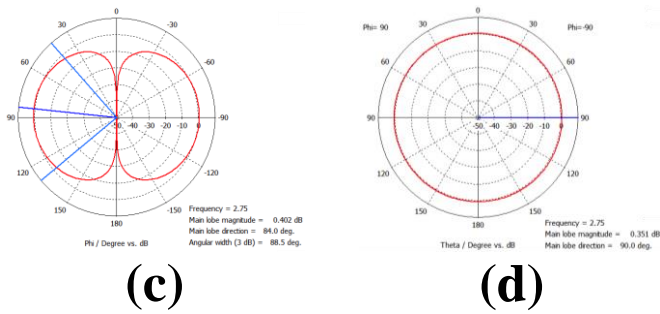 0
30
-30
60
-60
90
-50
-40
-30
-20
-10
0
-90
120
-120
150
-150
180
Frequency = 2.75
Main lobe magnitude = 0.402 dB
Main lobe direction = 84.0 deg.
Angular width (3 dB) = 88.5 deg.
Phi / Degree vs. dB
(c)
0
Phi= 90
30
30
Phi=-90
60
60
90
-50
-40
-30
-20
-10
0
90
120
120
150
150
180
Frequency = 2.75
Main lobe magnitude = 0.351 dB
Main lobe direction = 90.0 deg.
Theta / Degree vs. dB
(d)